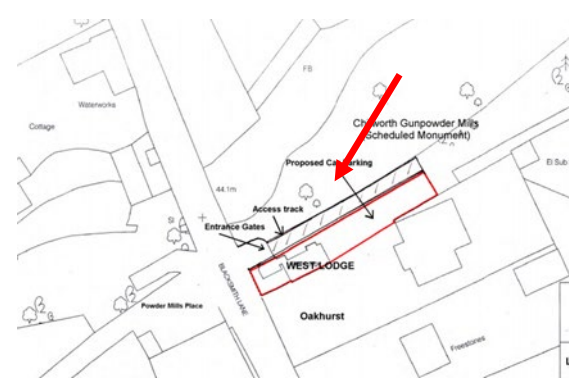 FB
Waterworks
Cottage
Chilworth Gunpowder Mills
(Scheduled Monument)
El Sub
Proposed Car Parking
44.1m
Access track
Sl
Entrance Gates
WEST LODGE
BLACKSMITH LANE
Powder Mills Place
Oakhurst
Freestones